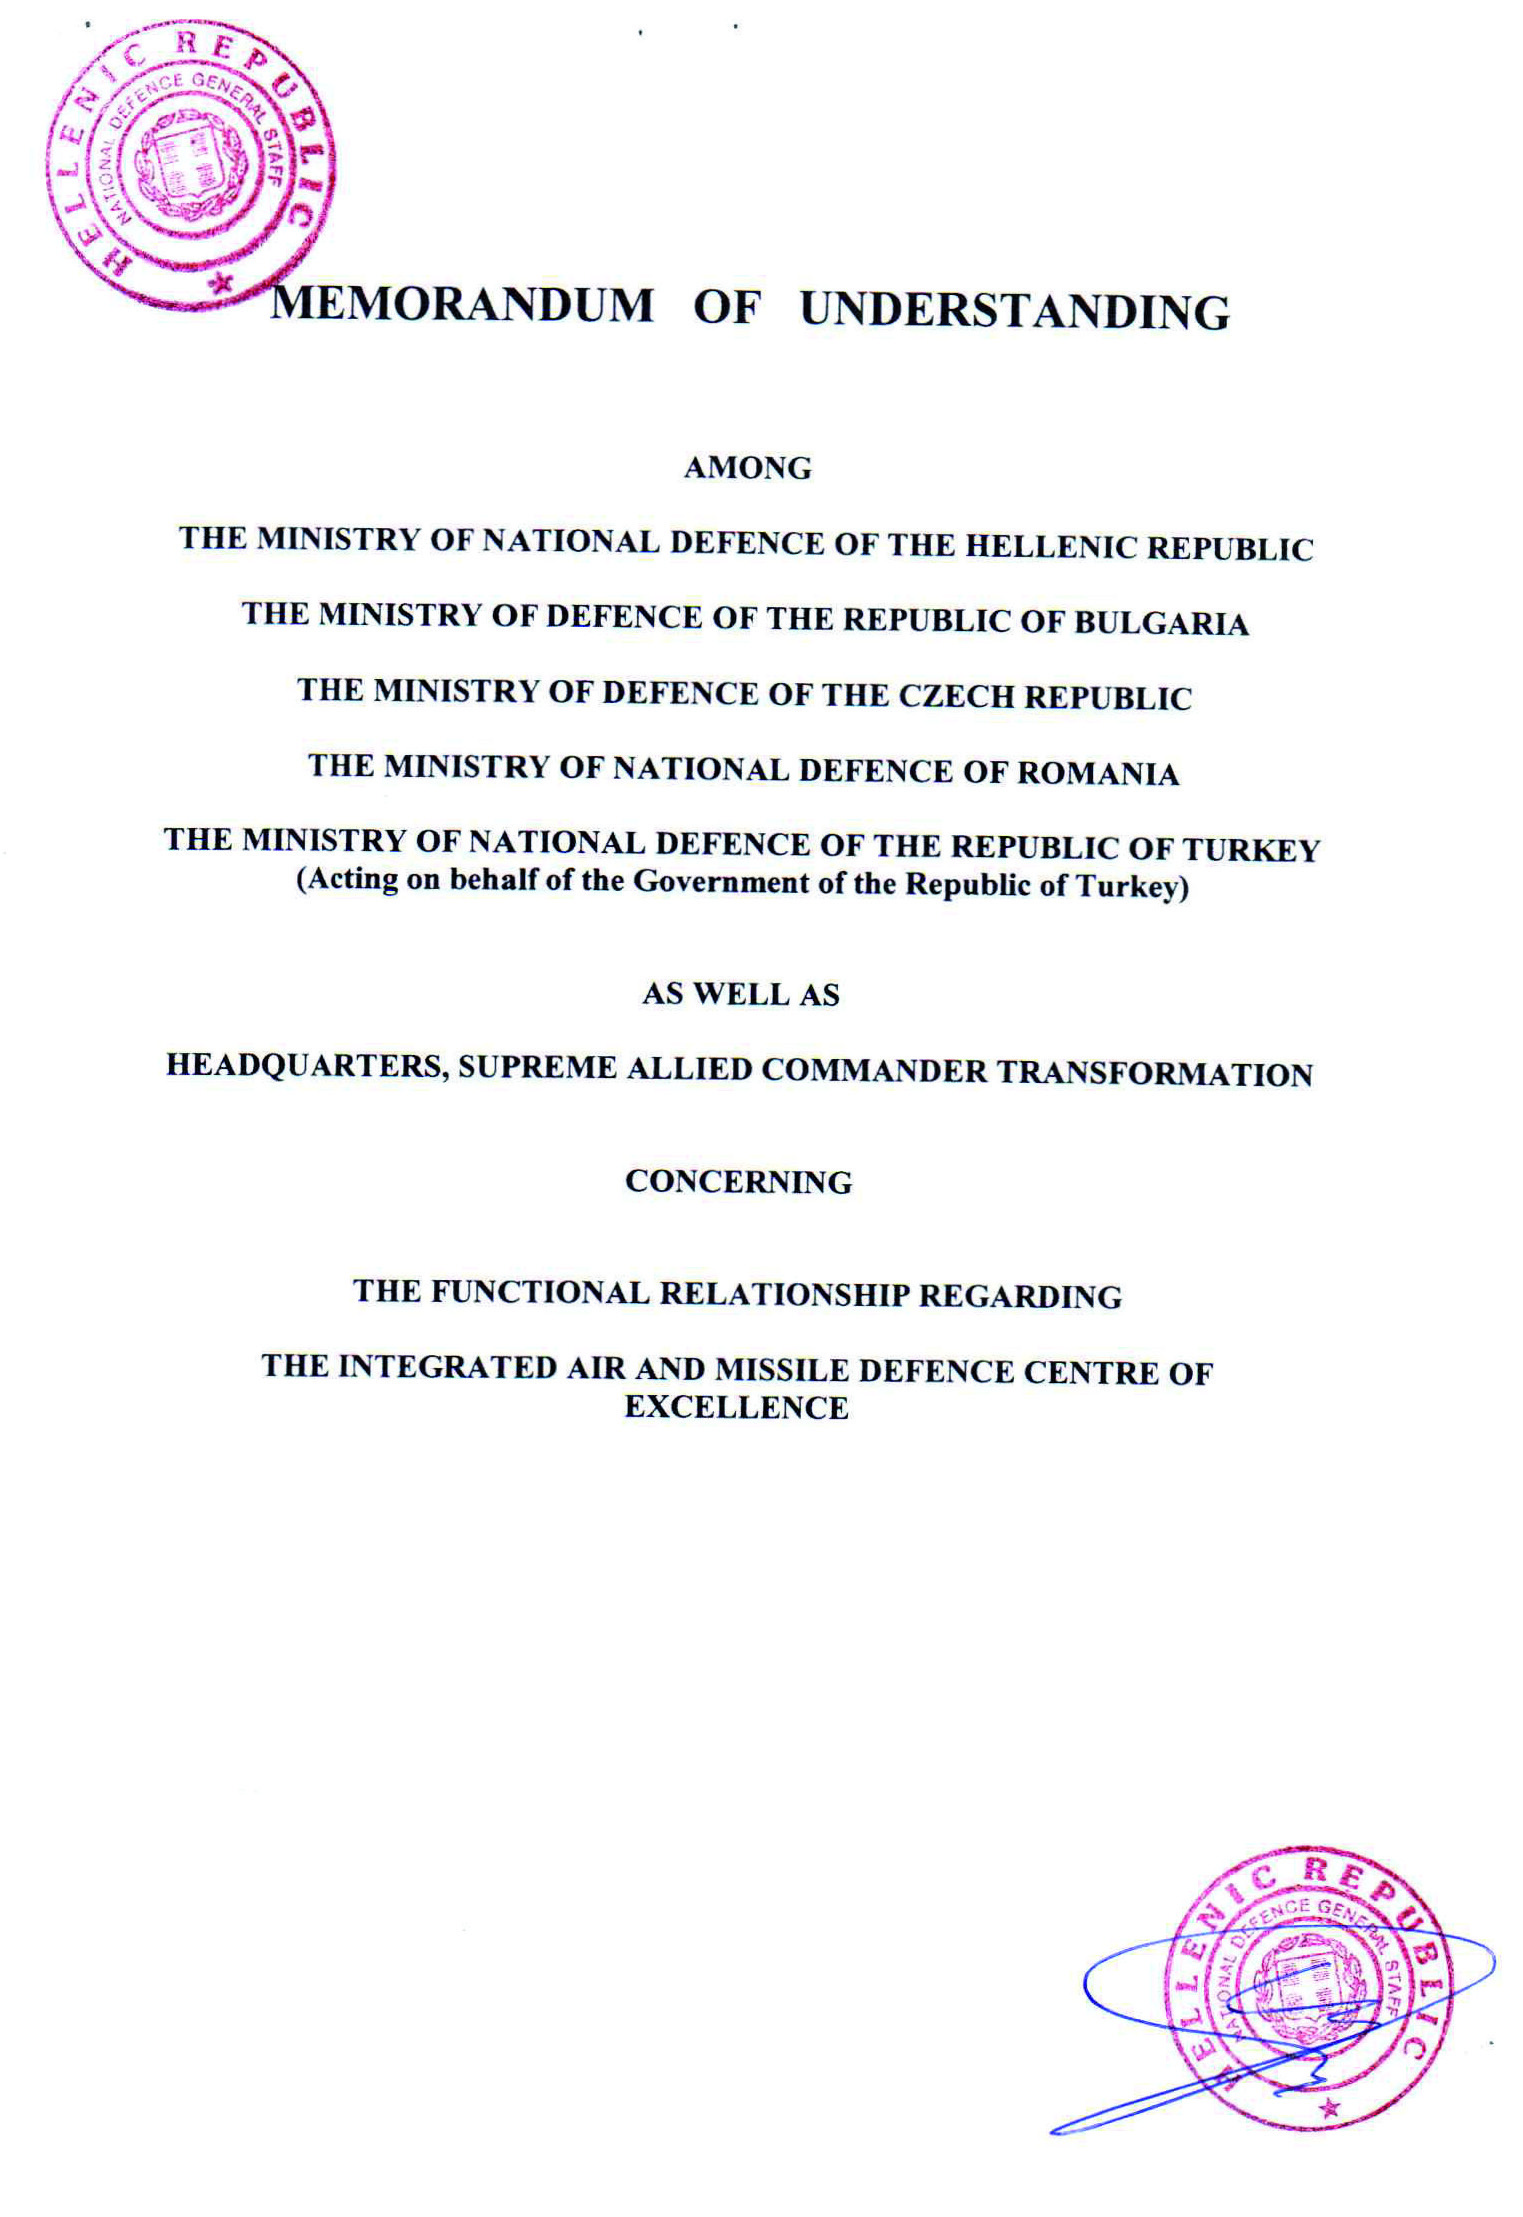 HELLENIC REPUBLIC
NATIONAL DEFENCE GENERAL STAFF
MEMORANDUM OF UNDERSTANDING
AMONG
THE MINISTRY OF NATIONAL DEFENCE OF THE HELLENIC REPUBLIC
THE MINISTRY OF DEFENCE OF THE REPUBLIC OF BULGARIA
THE MINISTRY OF DEFENCE OF THE CZECH REPUBLIC
THE MINISTRY OF NATIONAL DEFENCE OF ROMANIA
THE MINISTRY OF NATIONAL DEFENCE OF THE REPUBLIC OF TURKEY
(Acting on behalf of the Government of the Republic of Turkey)
AS WELL AS
HEADQUARTERS, SUPREME ALLIED COMMANDER TRANSFORMATION
CONCERNING
THE FUNCTIONAL RELATIONSHIP REGARDING
THE INTEGRATED AIR AND MISSILE DEFENCE CENTRE OF
EXCELLENCE
HELLENIC REPUBLIC
NATIONAL DEFENCE GENERAL STAFF